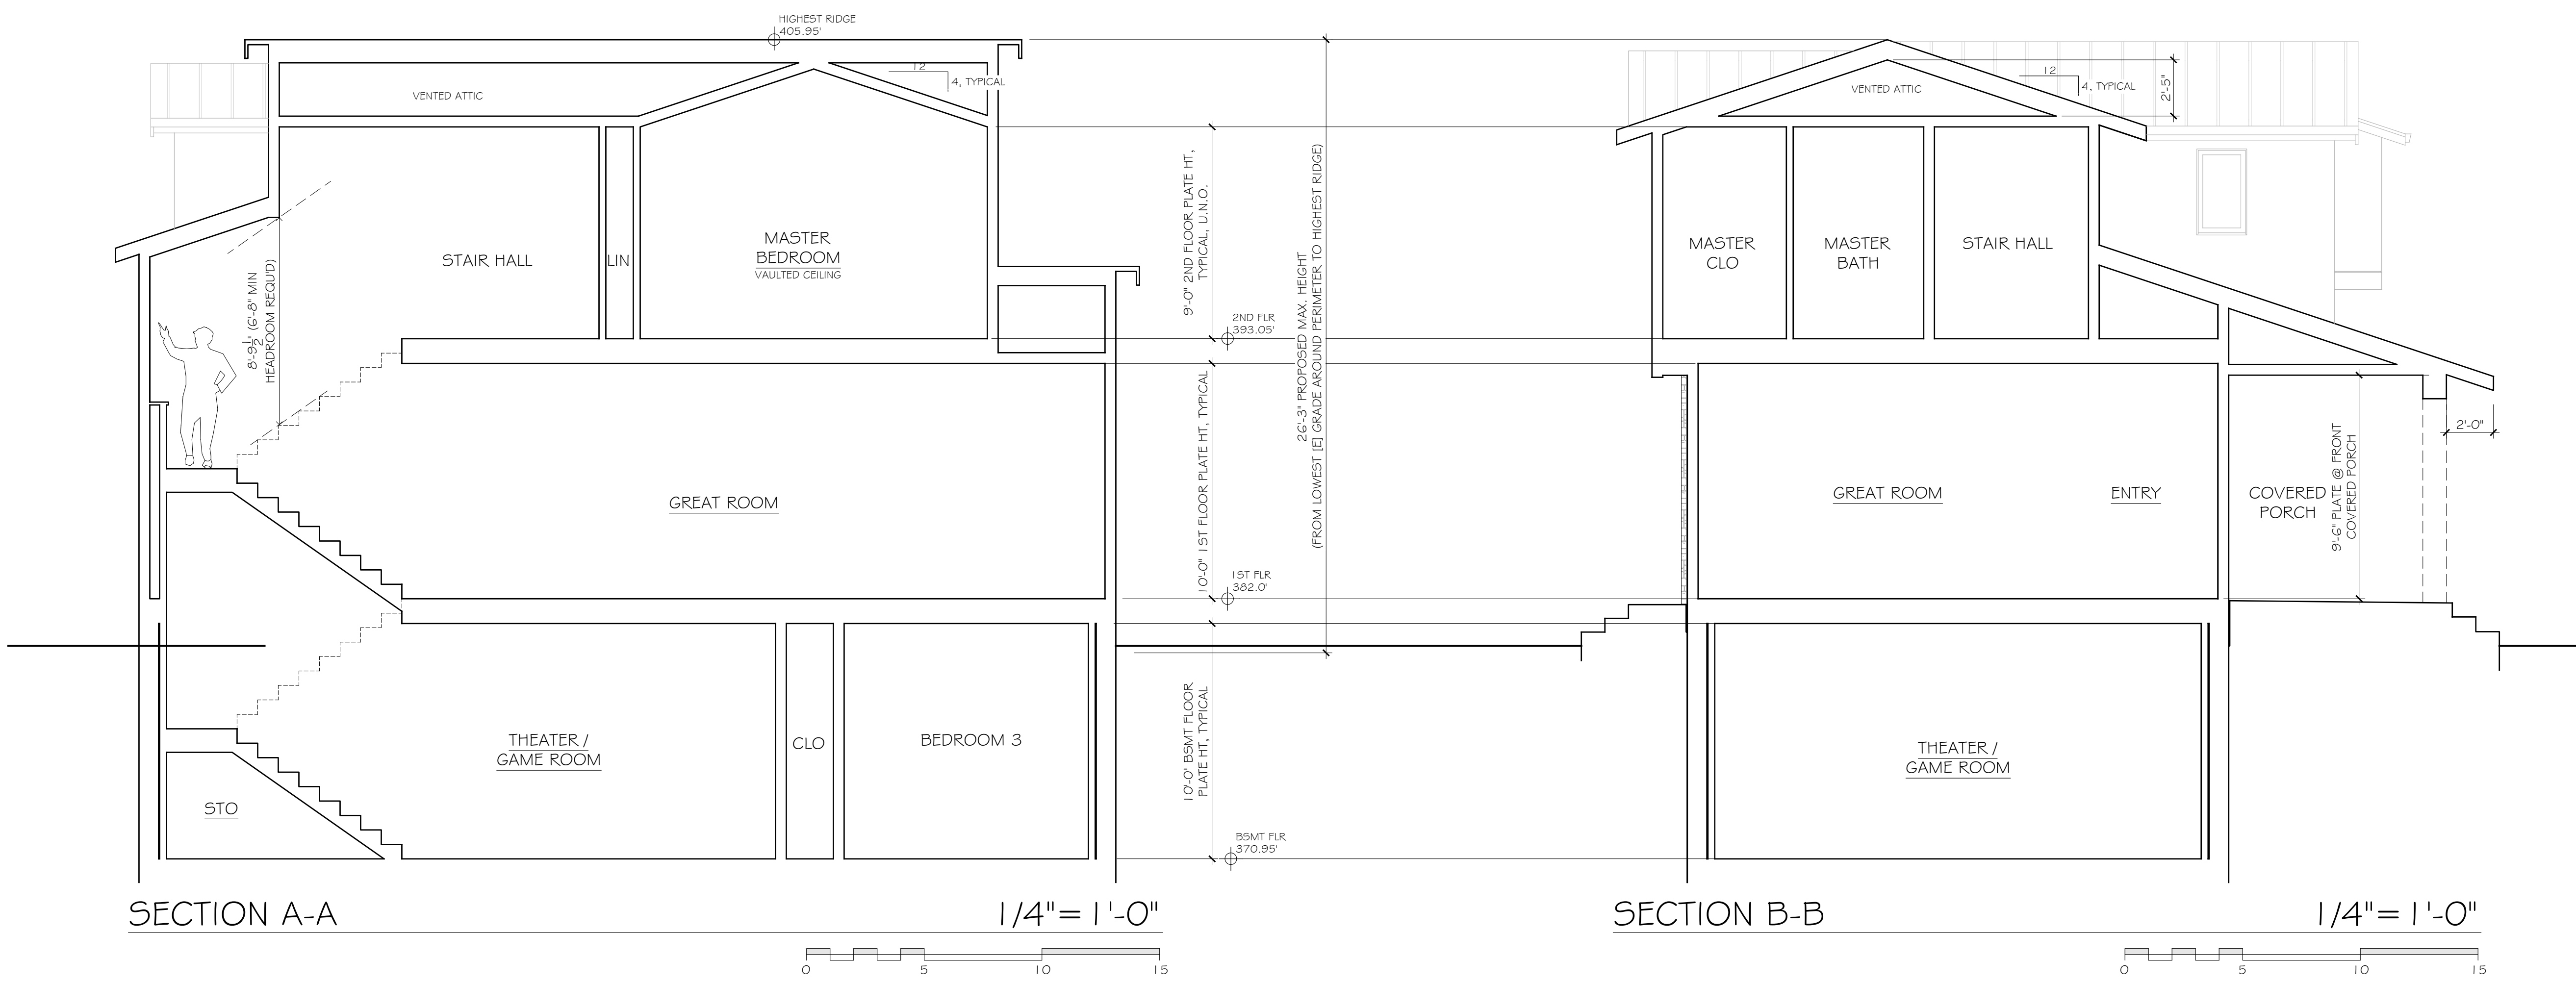 HIGHEST RIDGE
405.95'
12
4, TYPICAL
VENTED ATTIC
STAIR HALL
LIN
MASTER
BEDROOM
VAULTED CEILING
8'-9 1/2" (6'-8" MIN
HEADROOM REQU'D)
GREAT ROOM
THEATER /
GAME ROOM
CLO
BEDROOM 3
STO
9'-0" 2ND FLOOR PLATE HT,
TYPICAL, U.N.O.
2ND FLR
393.05'
10'-0" 1ST FLOOR PLATE HT, TYPICAL
26'-3" PROPOSED MAX. HEIGHT
(FROM LOWEST [E] GRADE AROUND PERIMETER TO HIGHEST RIDGE)
1ST FLR
382.0'
10'-0" BSMT FLOOR
PLATE HT, TYPICAL
BSMT FLR
370.95'
12
4, TYPICAL
2'-5"
VENTED ATTIC
MASTER
CLO
MASTER
BATH
STAIR HALL
GREAT ROOM
ENTRY
COVERED
PORCH
9'-6" PLATE @ FRONT
COVERED PORCH
2'-0"
THEATER /
GAME ROOM
SECTION A-A
1/4"=1'-0"
0 5 10 15
SECTION B-B
1/4"=1'-0"
0 5 10 15